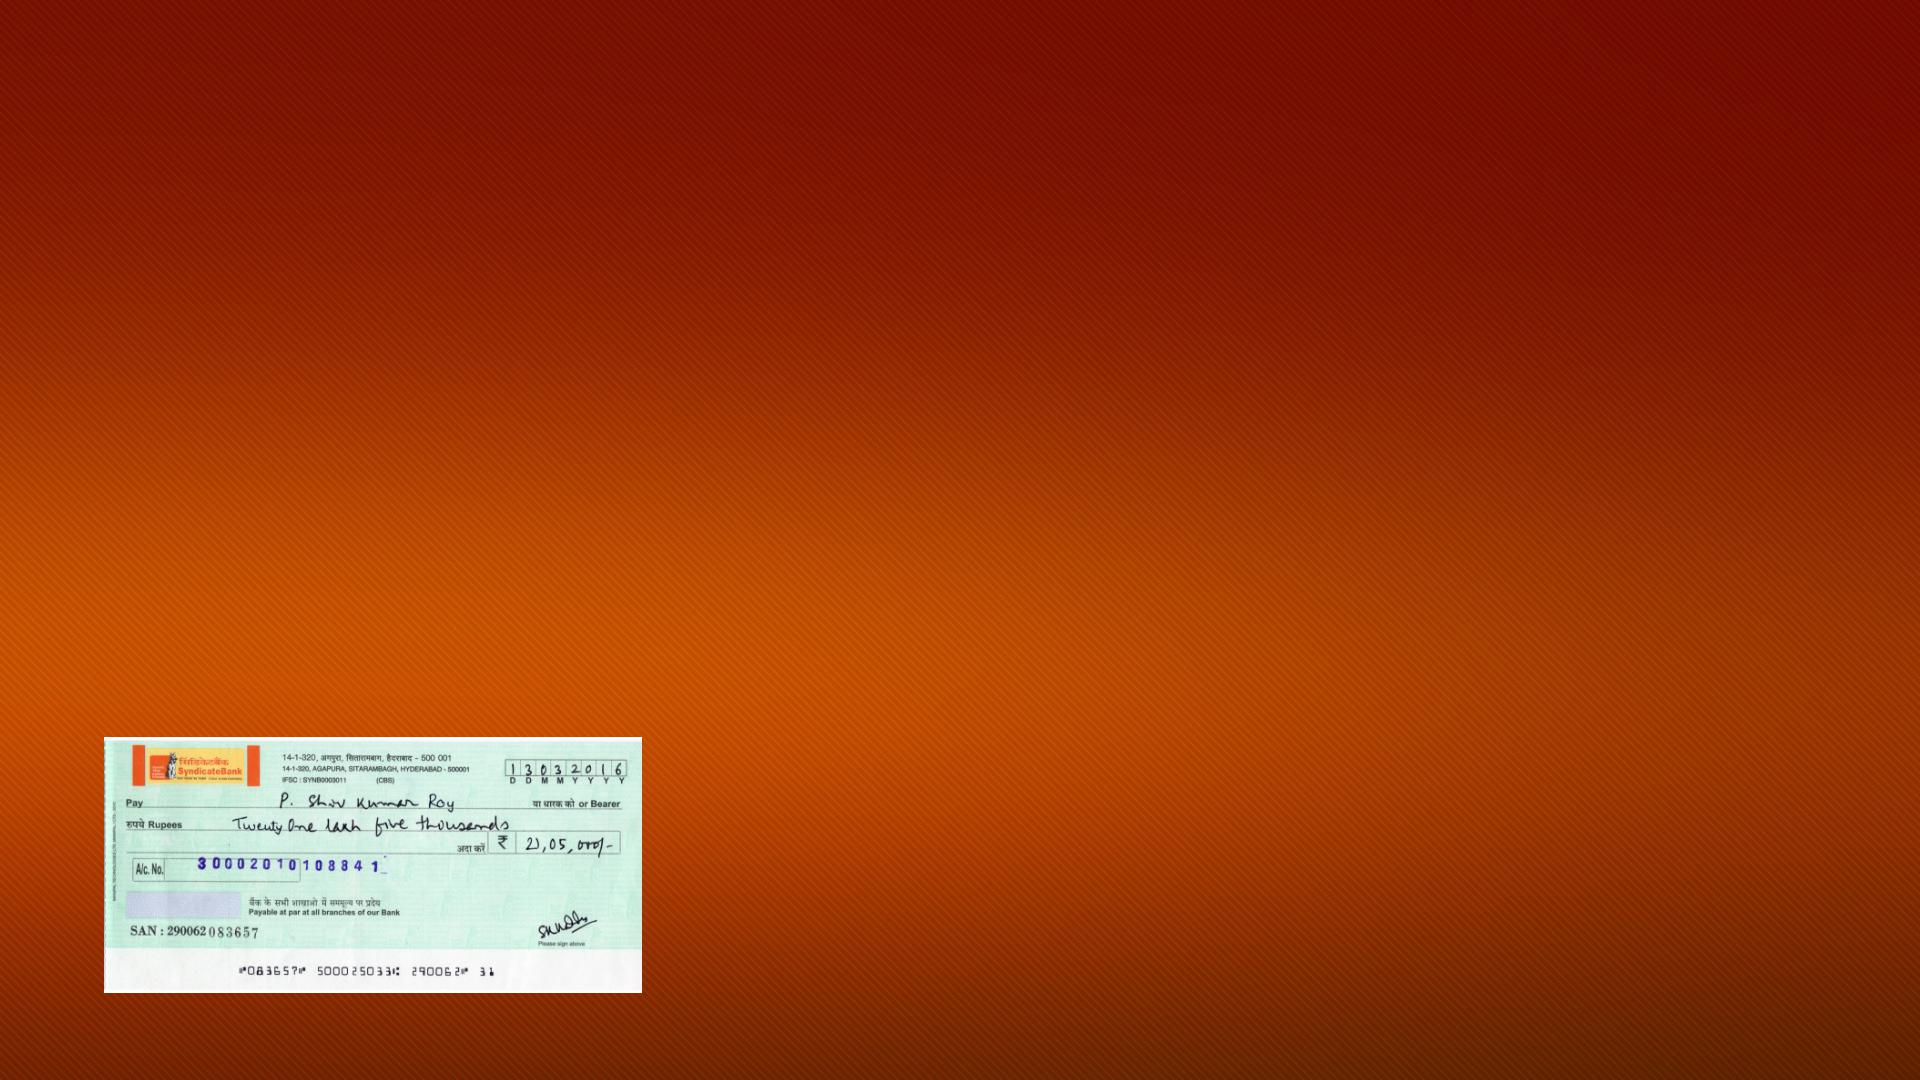 सिंडिकेटबैंक
SyndicateBank
14-1-320, अगपुरा, सितारामबाग, हैदराबाद - 500 001
14-1-320, AGAPURA, SITARAMBAGH, HYDERABAD - 500001
IFSC : SYNB0003011 (CBS)
1 3 0 3 2 0 1 6
D D M M Y Y Y Y
Pay P. Shiv Kumar Roy या धारक को or Bearer
रुपये Rupees Twenty One lakh five thousands
अदा करें ₹ 21,05,000/-
A/c. No. 30002010108841
बैंक के सभी शाखाओ में सममूल्य पर प्रदेय
Payable at par at all branches of our Bank
SAN : 290062 083657
Please sign above
⑈083657⑈ 500025033⑆ 290062⑈ 31